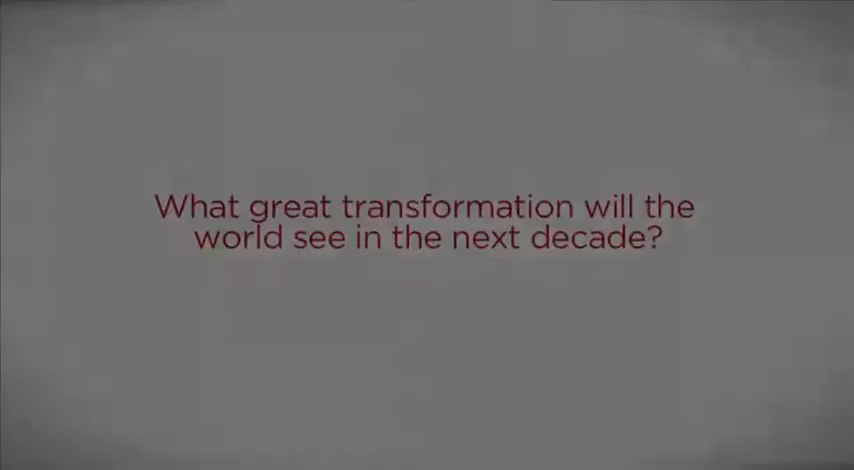 What great transformation will the
world see in the next decade?